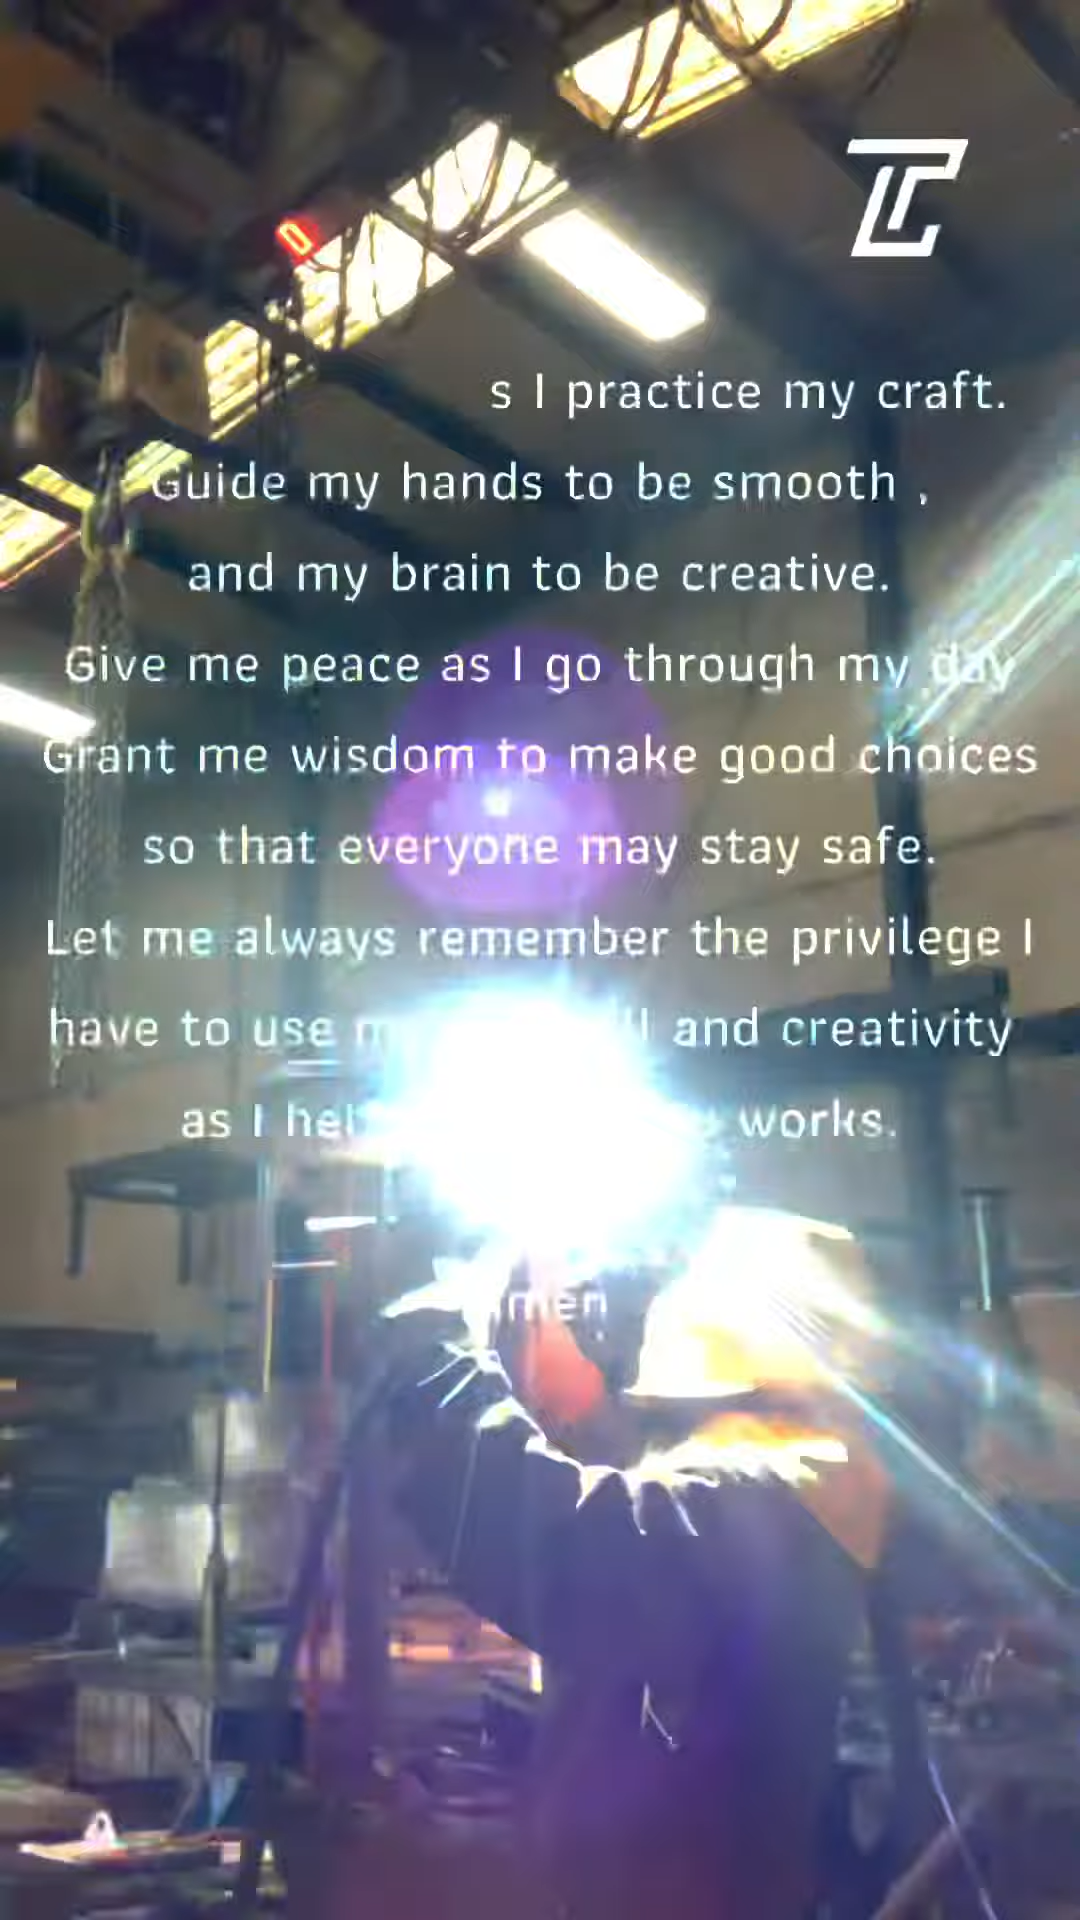 s I practice my craft.
Guide my hands to be smooth ,
and my brain to be creative.
Give me peace as I go through my day
Grant me wisdom to make good choices
so that everyone may stay safe.
Let me always remember the privilege I
have to use and creativity
as I works.